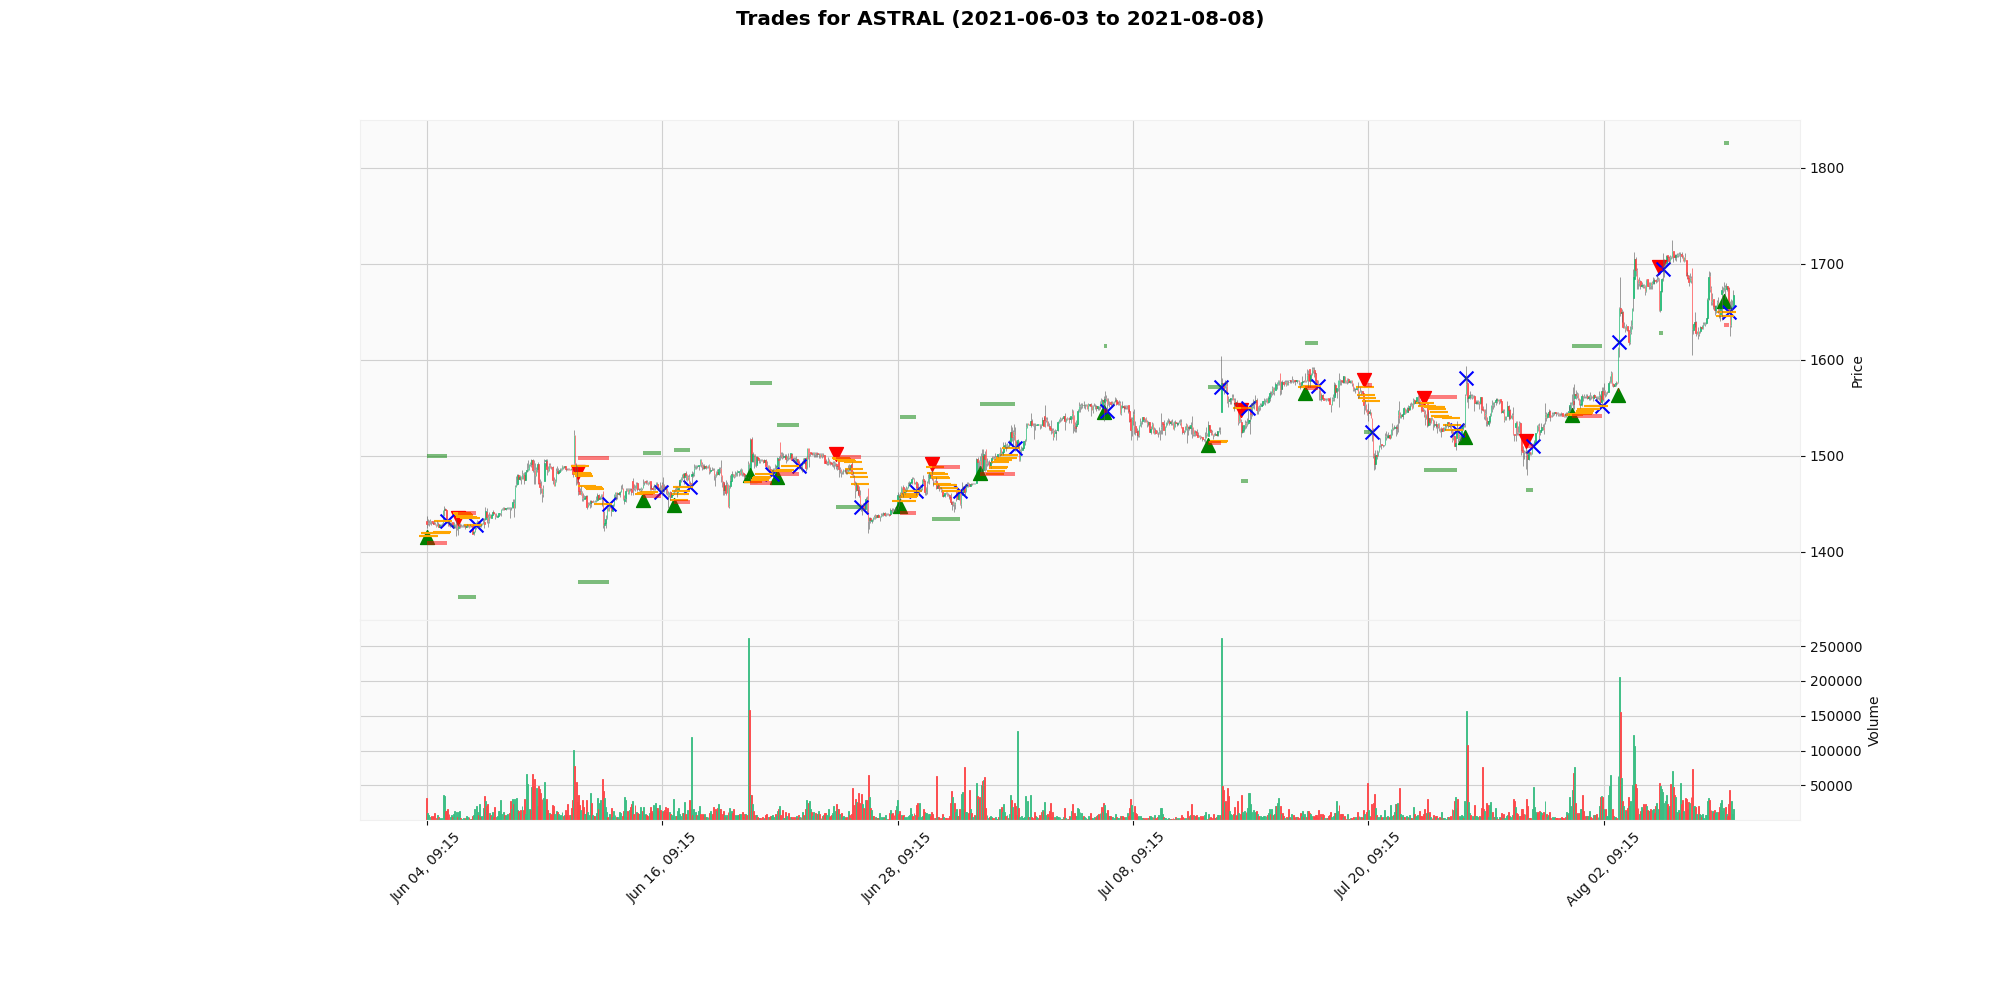 Trades for ASTRAL (2021-06-03 to 2021-08-08)
1800
1700
1600
1500
1400
Price
250000
200000
150000
100000
50000
Volume
Jun 04, 09:15
Jun 16, 09:15
Jun 28, 09:15
Jul 08, 09:15
Jul 20, 09:15
Aug 02, 09:15